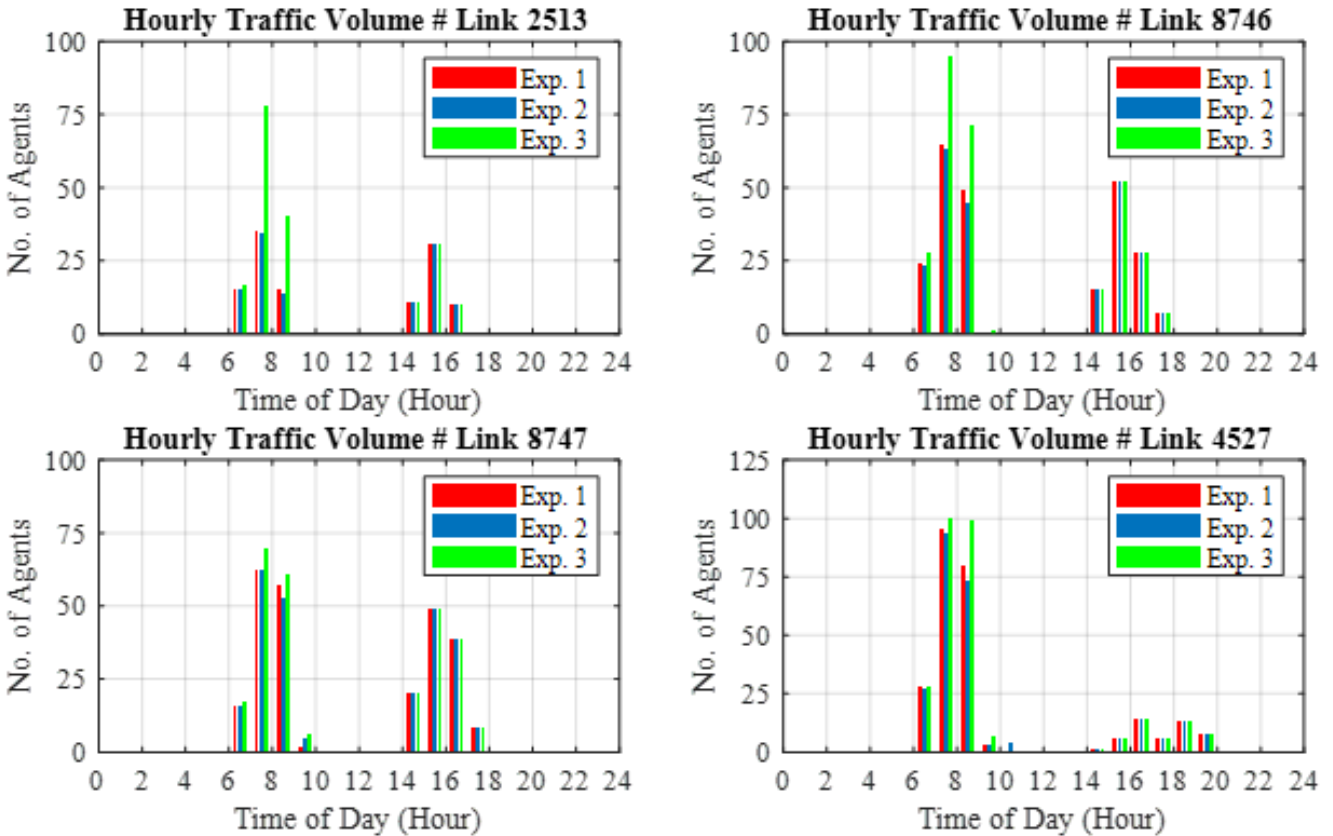 Hourly Traffic Volume # Link 2513
100
75
50
25
0
No. of Agents
Exp. 1
Exp. 2
Exp. 3
0 2 4 6 8 10 12 14 16 18 20 22 24
Time of Day (Hour)
Hourly Traffic Volume # Link 8746
100
75
50
25
0
No. of Agents
Exp. 1
Exp. 2
Exp. 3
0 2 4 6 8 10 12 14 16 18 20 22 24
Time of Day (Hour)
Hourly Traffic Volume # Link 8747
100
75
50
25
0
No. of Agents
Exp. 1
Exp. 2
Exp. 3
0 2 4 6 8 10 12 14 16 18 20 22 24
Time of Day (Hour)
Hourly Traffic Volume # Link 4527
125
100
75
50
25
0
No. of Agents
Exp. 1
Exp. 2
Exp. 3
0 2 4 6 8 10 12 14 16 18 20 22 24
Time of Day (Hour)